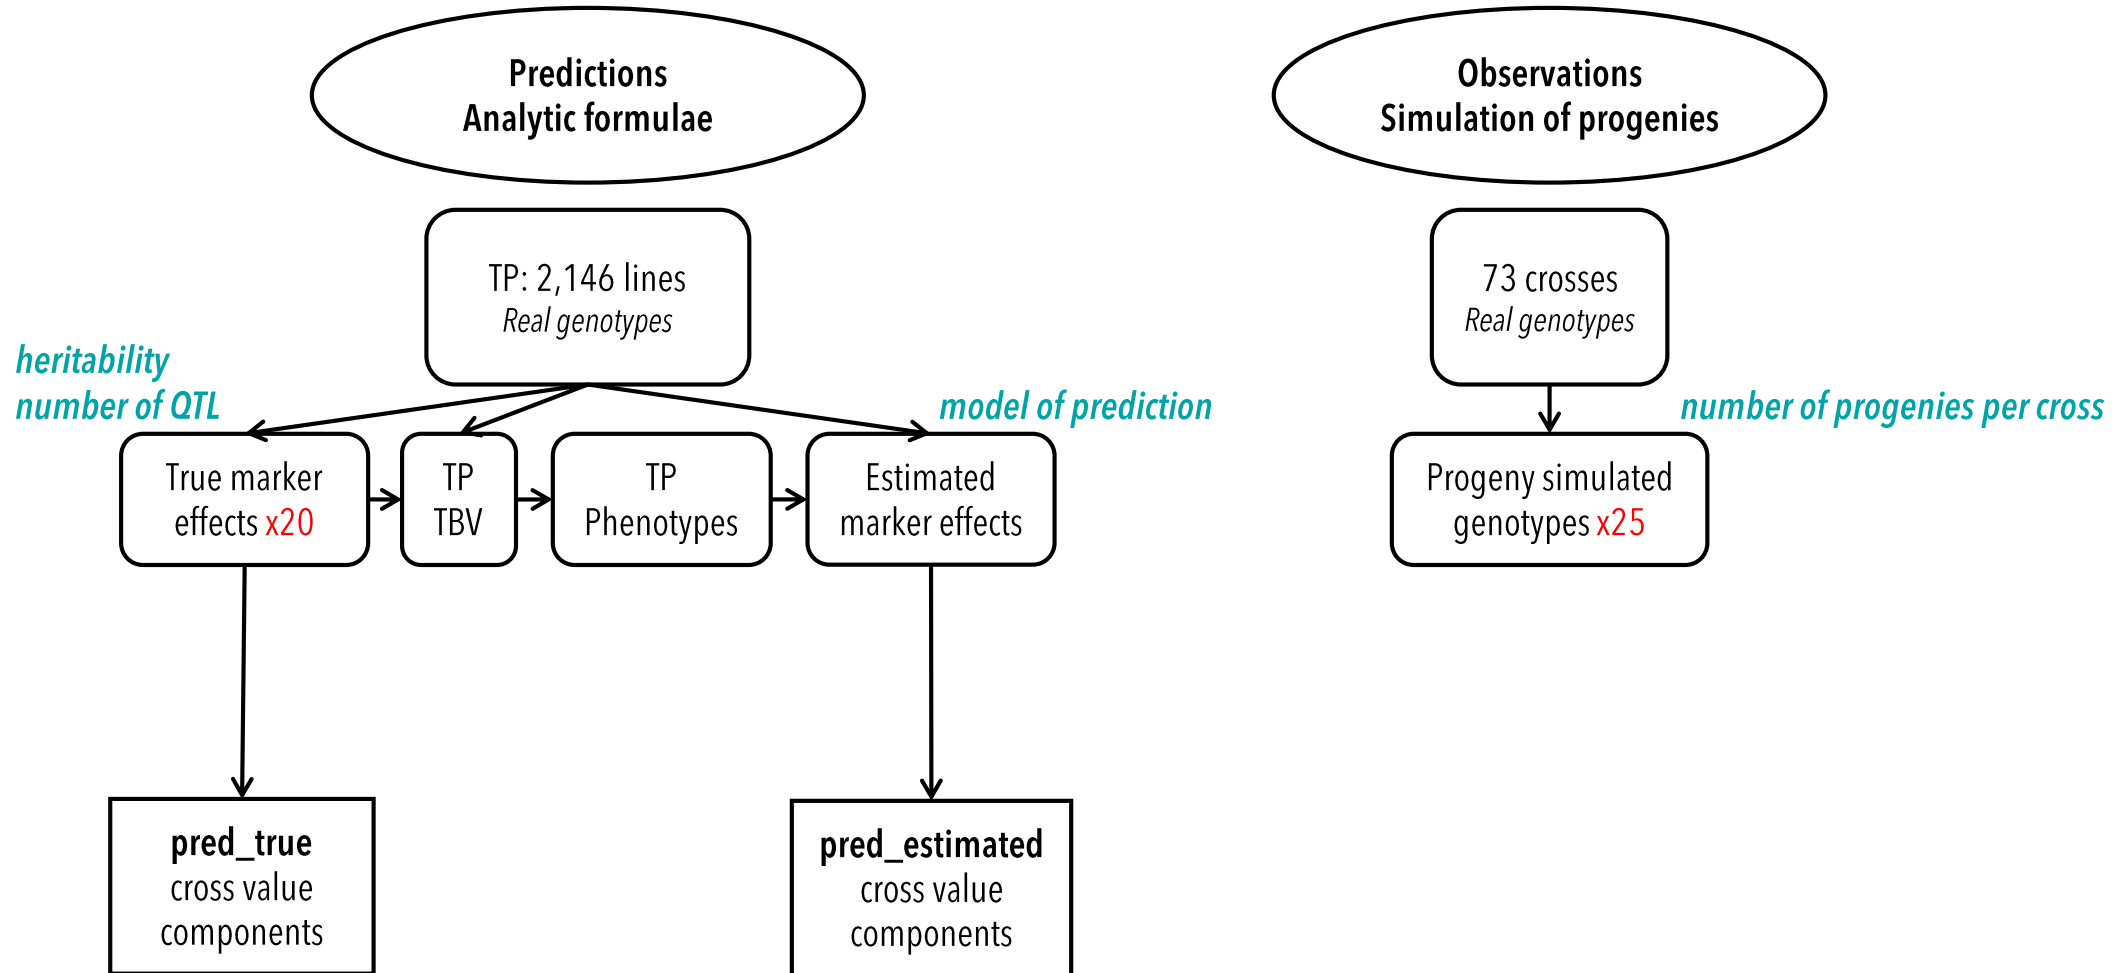 Predictions
Analytic formulae
Observations
Simulation of progenies
TP: 2,146 lines
Real genotypes
73 crosses
Real genotypes
heritability
number of QTL
model of prediction
number of progenies per cross
True marker
effects x20
TP
TBV
TP
Phenotypes
Estimated
marker effects
Progeny simulated
genotypes x25
pred_true
cross value
components
pred_estimated
cross value
components